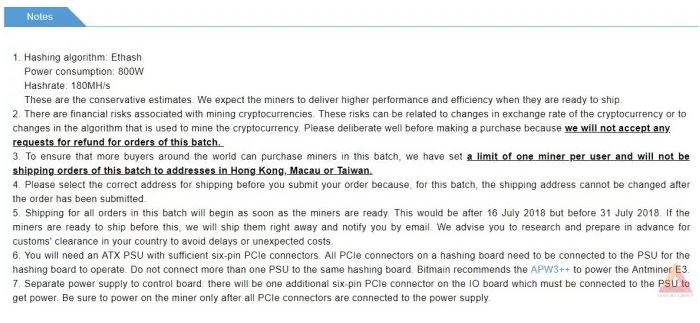 Notes
1. Hashing algorithm: Ethash
Power consumption: 800W
Hashrate: 180MH/s
These are the conservative estimates. We expect the miners to deliver higher performance and efficiency when they are ready to ship.
2. There are financial risks associated with mining cryptocurrencies. These risks can be related to changes in exchange rate of the cryptocurrency or to
changes in the algorithm that is used to mine the cryptocurrency. Please deliberate well before making a purchase because we will not accept any
requests for refund for orders of this batch.
3. To ensure that more buyers around the world can purchase miners in this batch, we have set a limit of one miner per user and will not be
shipping orders of this batch to addresses in Hong Kong, Macau or Taiwan.
4. Please select the correct address for shipping before you submit your order because, for this batch, the shipping address cannot be changed after
the order has been submitted.
5. Shipping for all orders in this batch will begin as soon as the miners are ready. This would be after 16 July 2018 but before 31 July 2018. If the
miners are ready to ship before this, we will ship them right away and notify you by email. We advise you to research and prepare in advance for
customs' clearance in your country to avoid delays or unexpected costs.
6. You will need an ATX PSU with sufficient six-pin PCIe connectors. All PCIe connectors on a hashing board need to be connected to the PSU for the
hashing board to operate. Do not connect more than one PSU to the same hashing board. Bitmain recommends the APW3++ to power the Antminer E3.
7. Separate power supply to control board: there will be one additional six-pin PCIe connector on the IO board which must be connected to the PSU to
get power. Be sure to power on the miner only after all PCIe connectors are connected to the power supply.